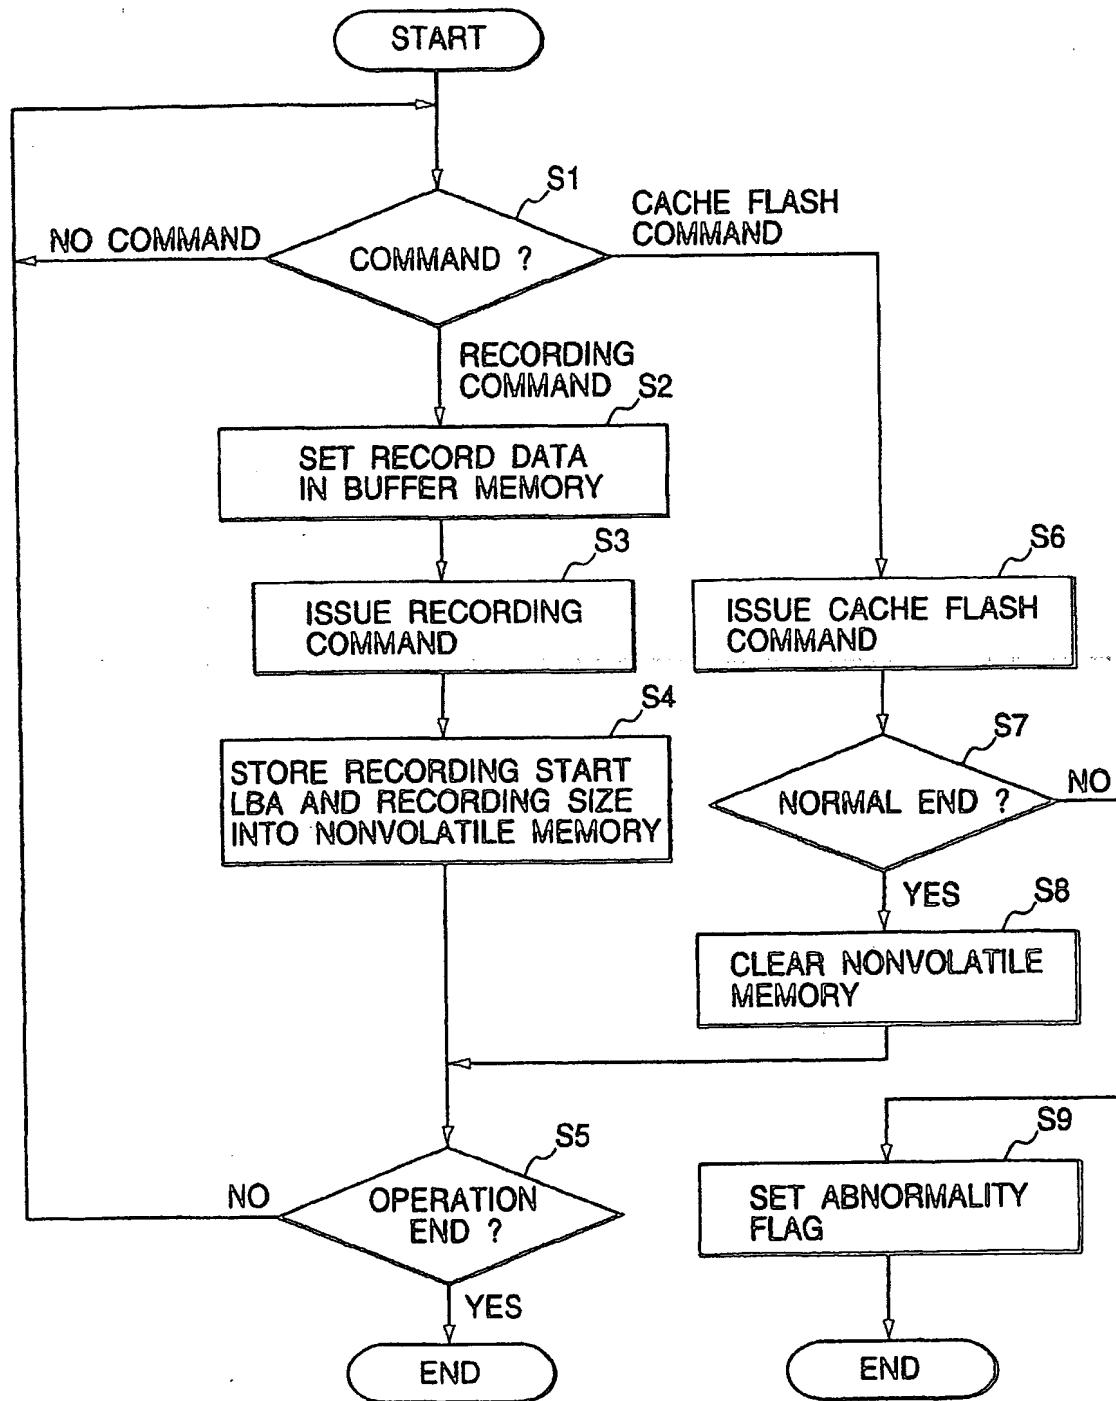 START
S1
CACHE FLASH
COMMAND
NO COMMAND
COMMAND ?
RECORDING
COMMAND
S2
SET RECORD DATA
IN BUFFER MEMORY
S3
ISSUE RECORDING
COMMAND
S6
ISSUE CACHE FLASH
COMMAND
S4
STORE RECORDING START
LBA AND RECORDING SIZE
INTO NONVOLATILE MEMORY
S7
NORMAL END ?
NO
YES
S8
CLEAR NONVOLATILE
MEMORY
S5
NO
OPERATION
END ?
YES
END
S9
SET ABNORMALITY
FLAG
END